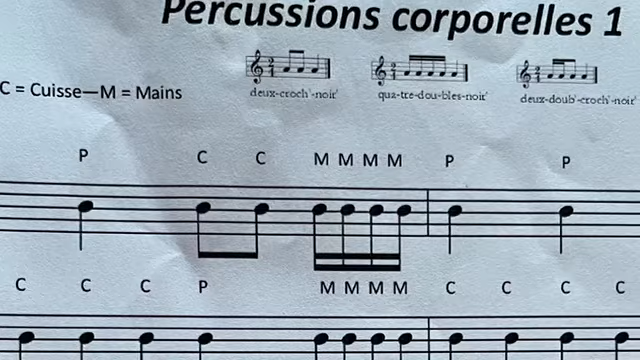 Percussions corporelles 1
deux-croch'-noir' qua-tre-dou-bles-noir' deux-doub'-croch'-noir'
C = Cuisse—M = Mains
P C C M M M M P P
C C C P M M M M C C C C